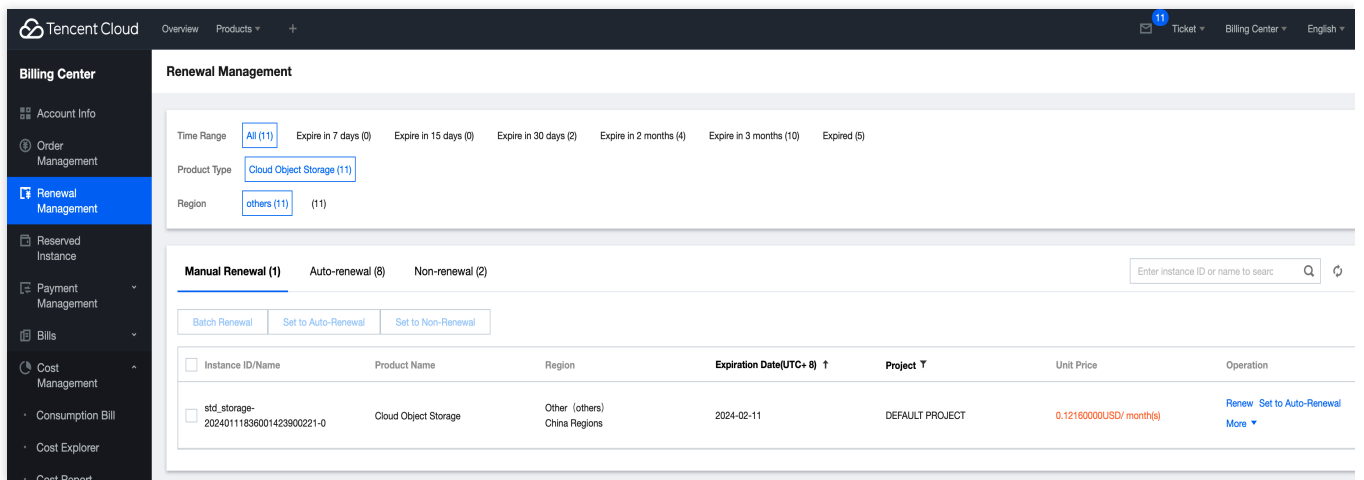 Tencent Cloud Overview Products + 11 Ticket Billing Center English
Billing Center
Renewal Management
Account Info
Order
Management
Renewal
Management
Reserved
Instance
Payment
Management
Bills
Cost
Management
· Consumption Bill
· Cost Explorer
· Cost Report
Time Range All (11) Expire in 7 days (0) Expire in 15 days (0) Expire in 30 days (2) Expire in 2 months (4) Expire in 3 months (10) Expired (5)
Product Type Cloud Object Storage (11)
Region others (11) (11)
Manual Renewal (1) Auto-renewal (8) Non-renewal (2) Enter instance ID or name to searc
Batch Renewal Set to Auto-Renewal Set to Non-Renewal
Instance ID/Name Product Name Region Expiration Date(UTC+ 8) ↑ Project Unit Price Operation
std_storage-
20240111836001423900221-0
Cloud Object Storage
Other (others)
China Regions
2024-02-11
DEFAULT PROJECT
0.12160000USD/ month(s)
Renew Set to Auto-Renewal
More